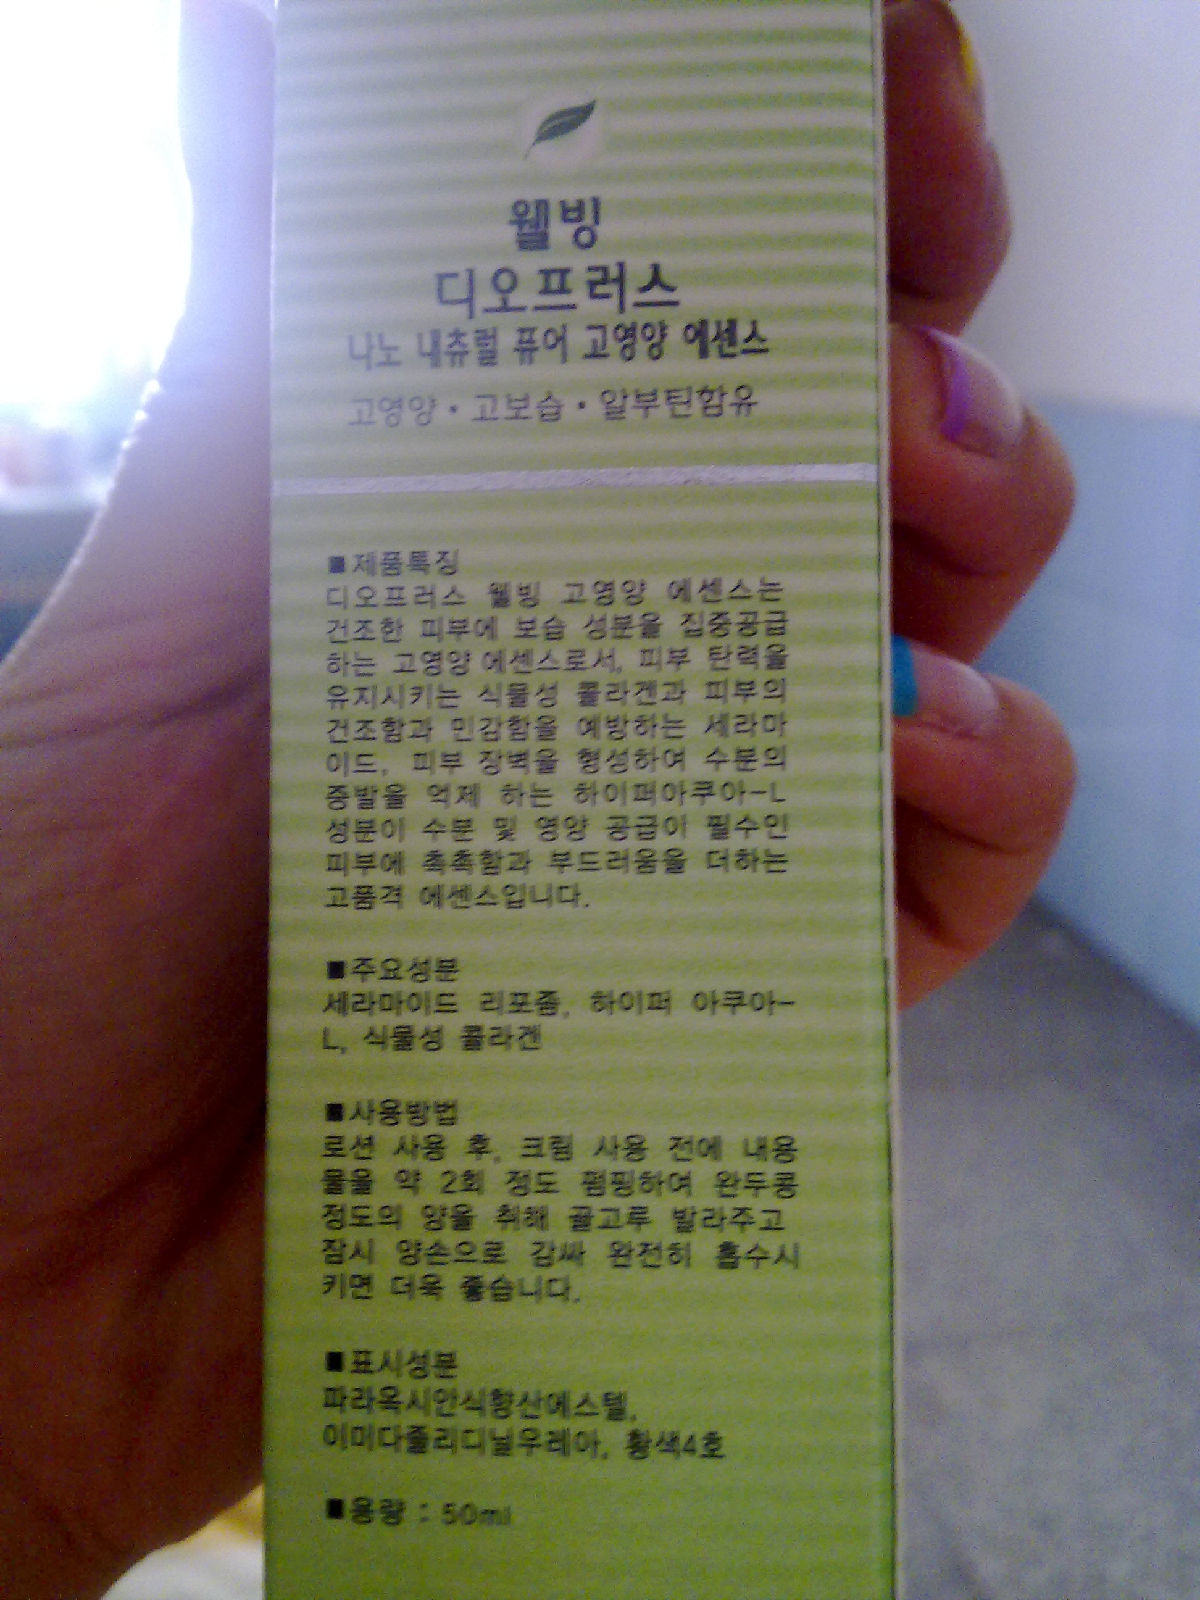 웰빙
디오프러스
나노 내츄럴 퓨어 고영양 에센스
고영양·고보습·알부틴함유
■제품특징
디오프러스 웰빙 고영양 에센스는
건조한 피부에 보습 성분을 집중공급
하는 고영양 에센스로서, 피부 탄력을
유지시키는 식물성 콜라겐과 피부의
건조함과 민감함을 예방하는 세라마
이드, 피부 장벽을 형성하여 수분의
증발을 억제 하는 하이퍼아쿠아-L
성분이 수분 및 영양 공급이 필수인
피부에 촉촉함과 부드러움을 더하는
고품격 에센스입니다.
■주요성분
세라마이드 리포좀, 하이퍼 아쿠아-
L, 식물성 콜라겐
■사용방법
로션 사용 후, 크림 사용 전에 내용
물을 약 2회 정도 펌핑하여 완두콩
정도의 양을 취해 골고루 발라주고
잠시 양손으로 감싸 완전히 흡수시
키면 더욱 좋습니다.
■표시성분
파라옥시안식향산에스텔,
이미다졸리디닐우레아, 황색4호
■용량 : 50ml